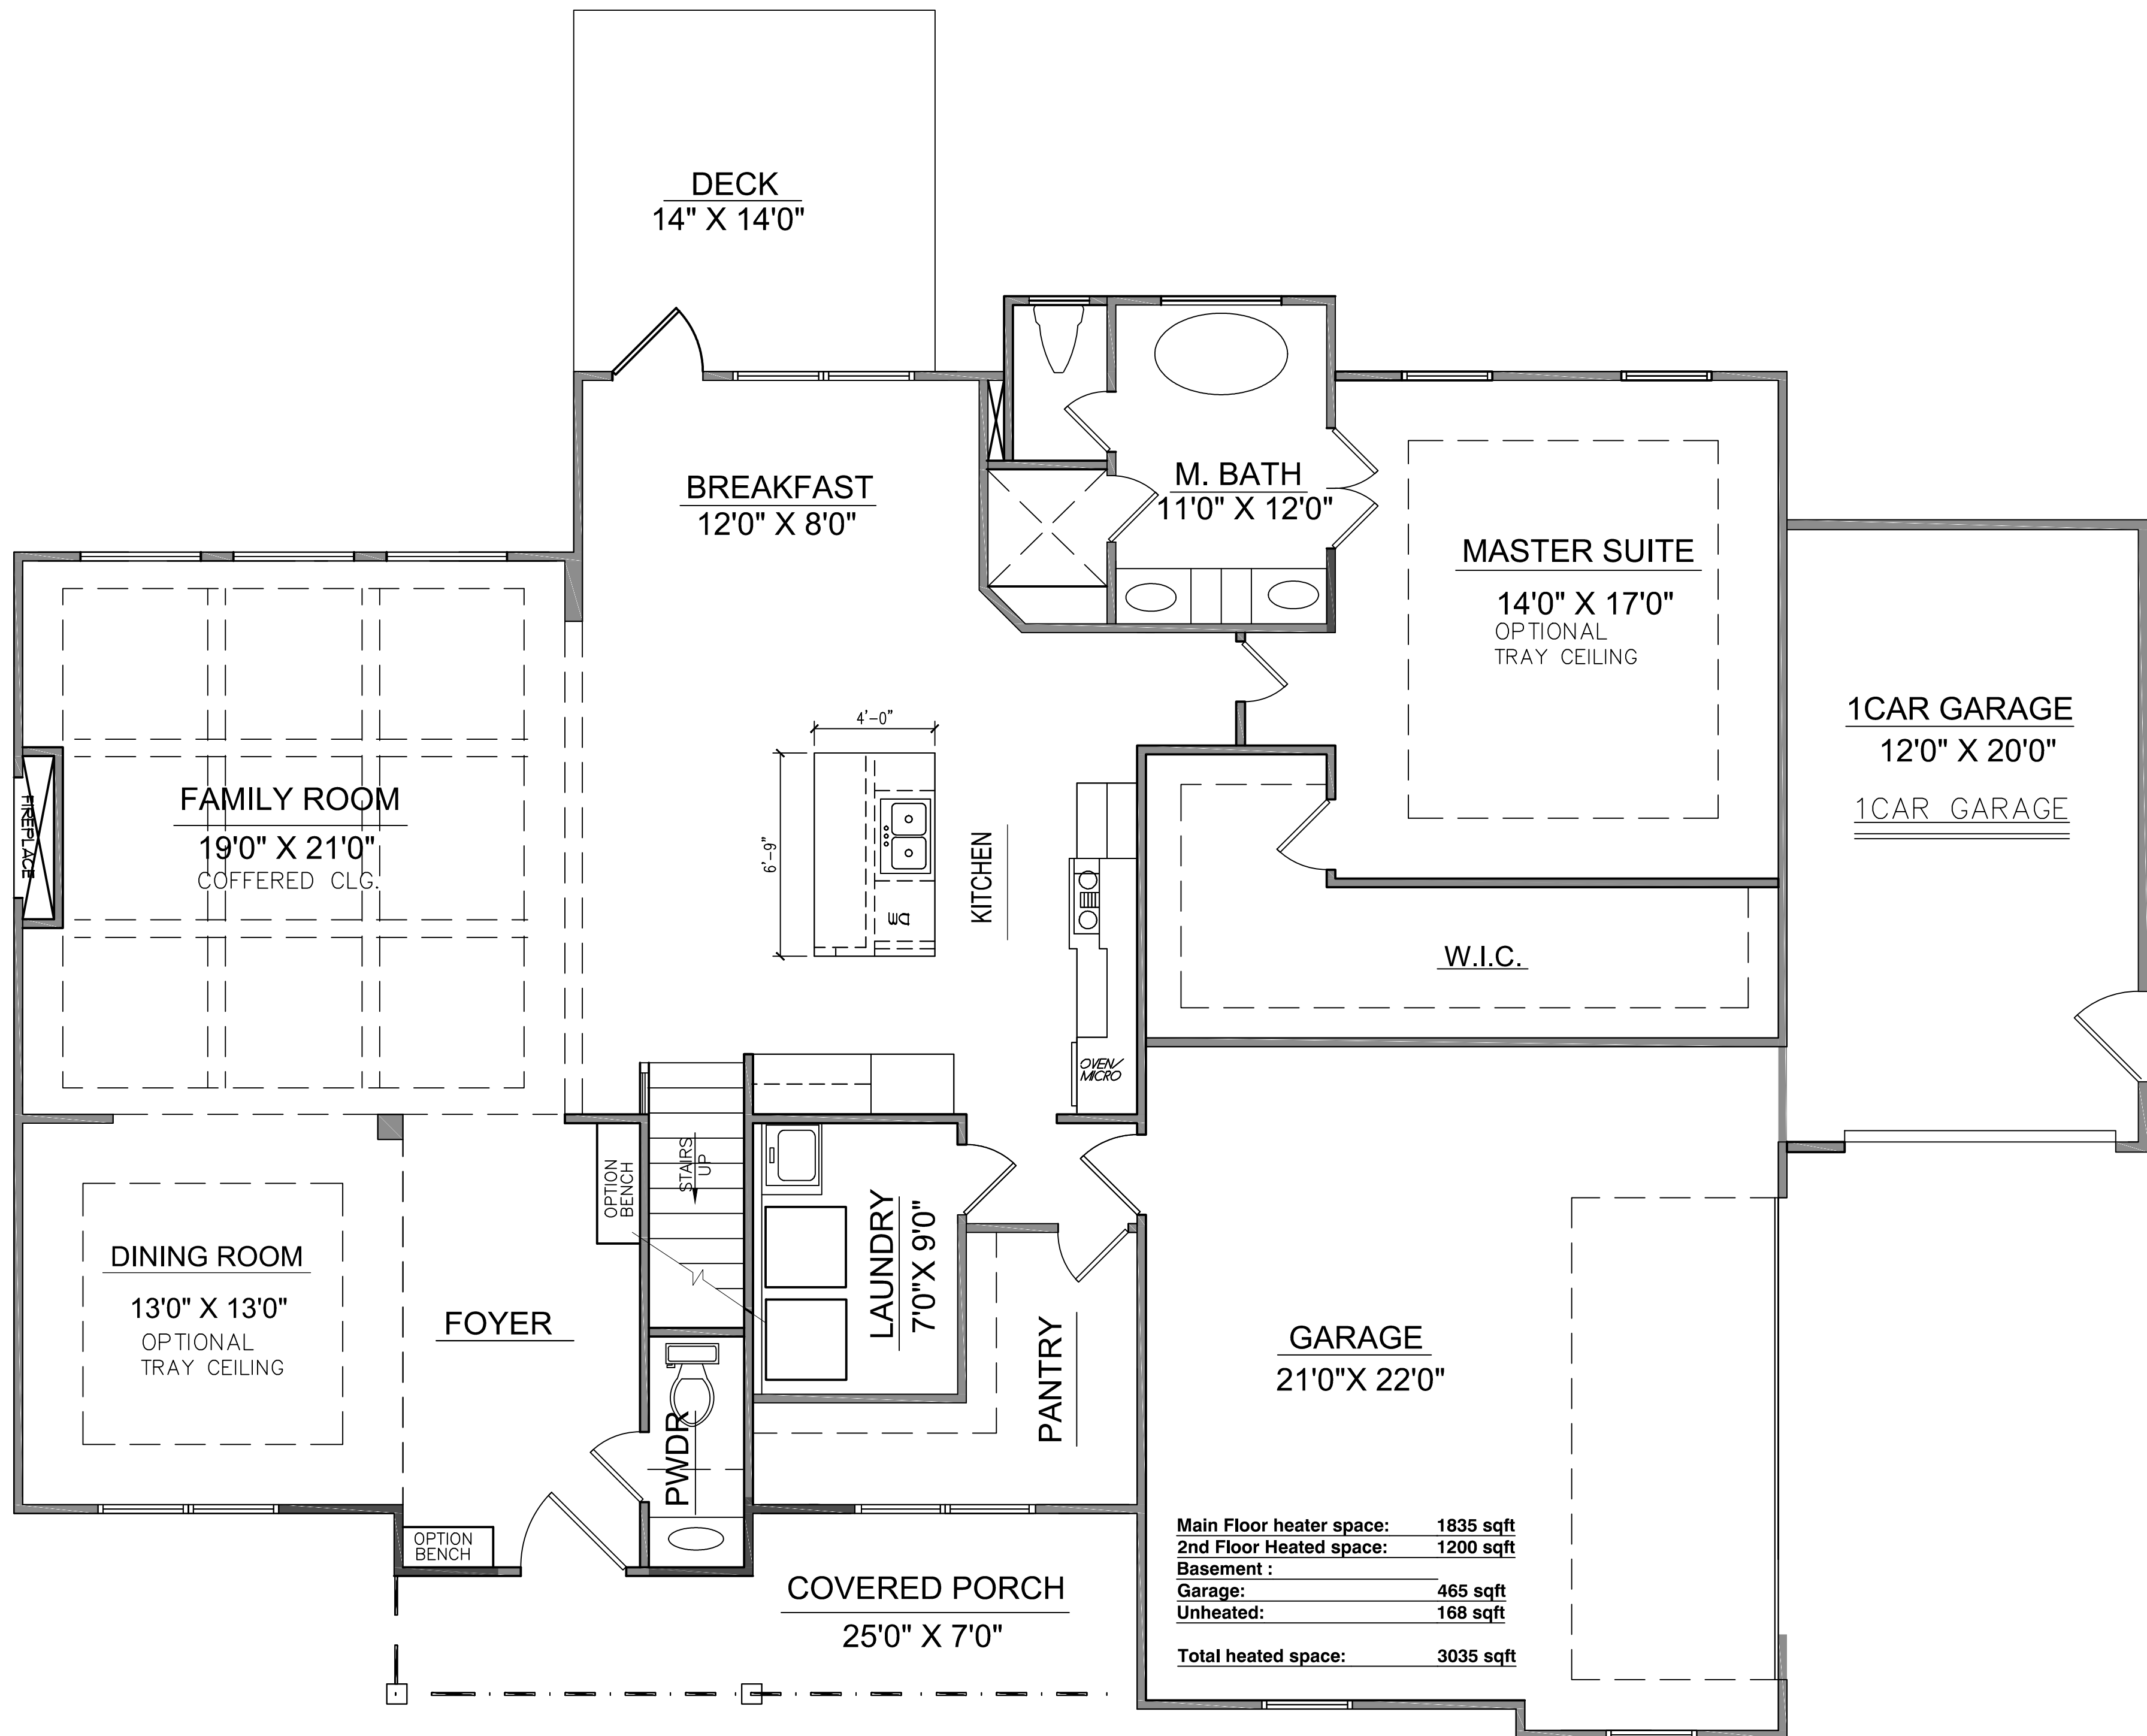 DECK
14" X 14'0"
BREAKFAST
12'0" X 8'0"
M. BATH
11'0" X 12'0"
MASTER SUITE
14'0" X 17'0"
OPTIONAL
TRAY CEILING
1CAR GARAGE
12'0" X 20'0"
1CAR GARAGE
FAMILY ROOM
19'0" X 21'0"
COFFERED CLG.
FIREPLACE
4'-0"
6'-9"
KITCHEN
W.I.C.
OVEN/
MICRO
STAIRS
UP
OPTION
BENCH
LAUNDRY
7'0"X 9'0"
DINING ROOM
13'0" X 13'0"
OPTIONAL
TRAY CEILING
FOYER
PWDR
PANTRY
GARAGE
21'0"X 22'0"
OPTION
BENCH
COVERED PORCH
25'0" X 7'0"
Main Floor heater space: 1835 sqft
2nd Floor Heated space: 1200 sqft
Basement :
Garage: 465 sqft
Unheated: 168 sqft
Total heated space: 3035 sqft